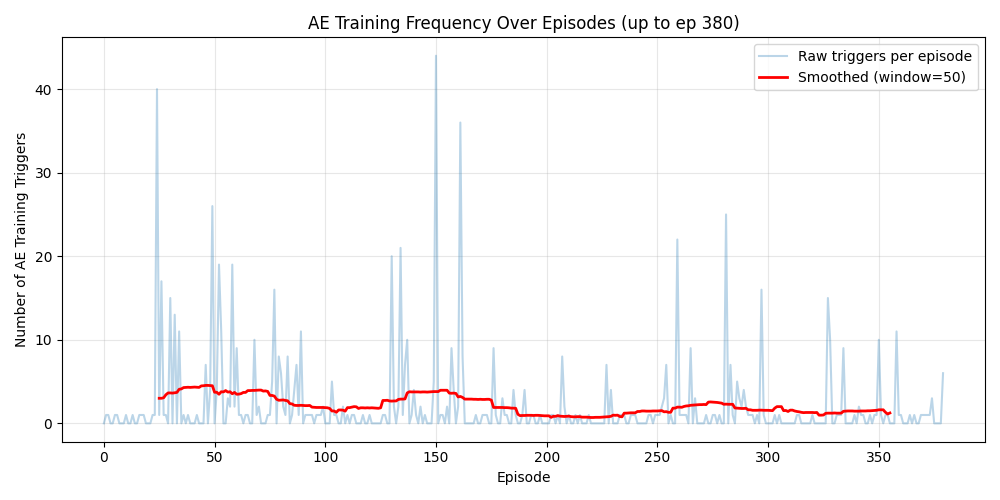 AE Training Frequency Over Episodes (up to ep 380)
Raw triggers per episode
Smoothed (window=50)
Number of AE Training Triggers
40
30
20
10
0
0 50 100 150 200 250 300 350
Episode